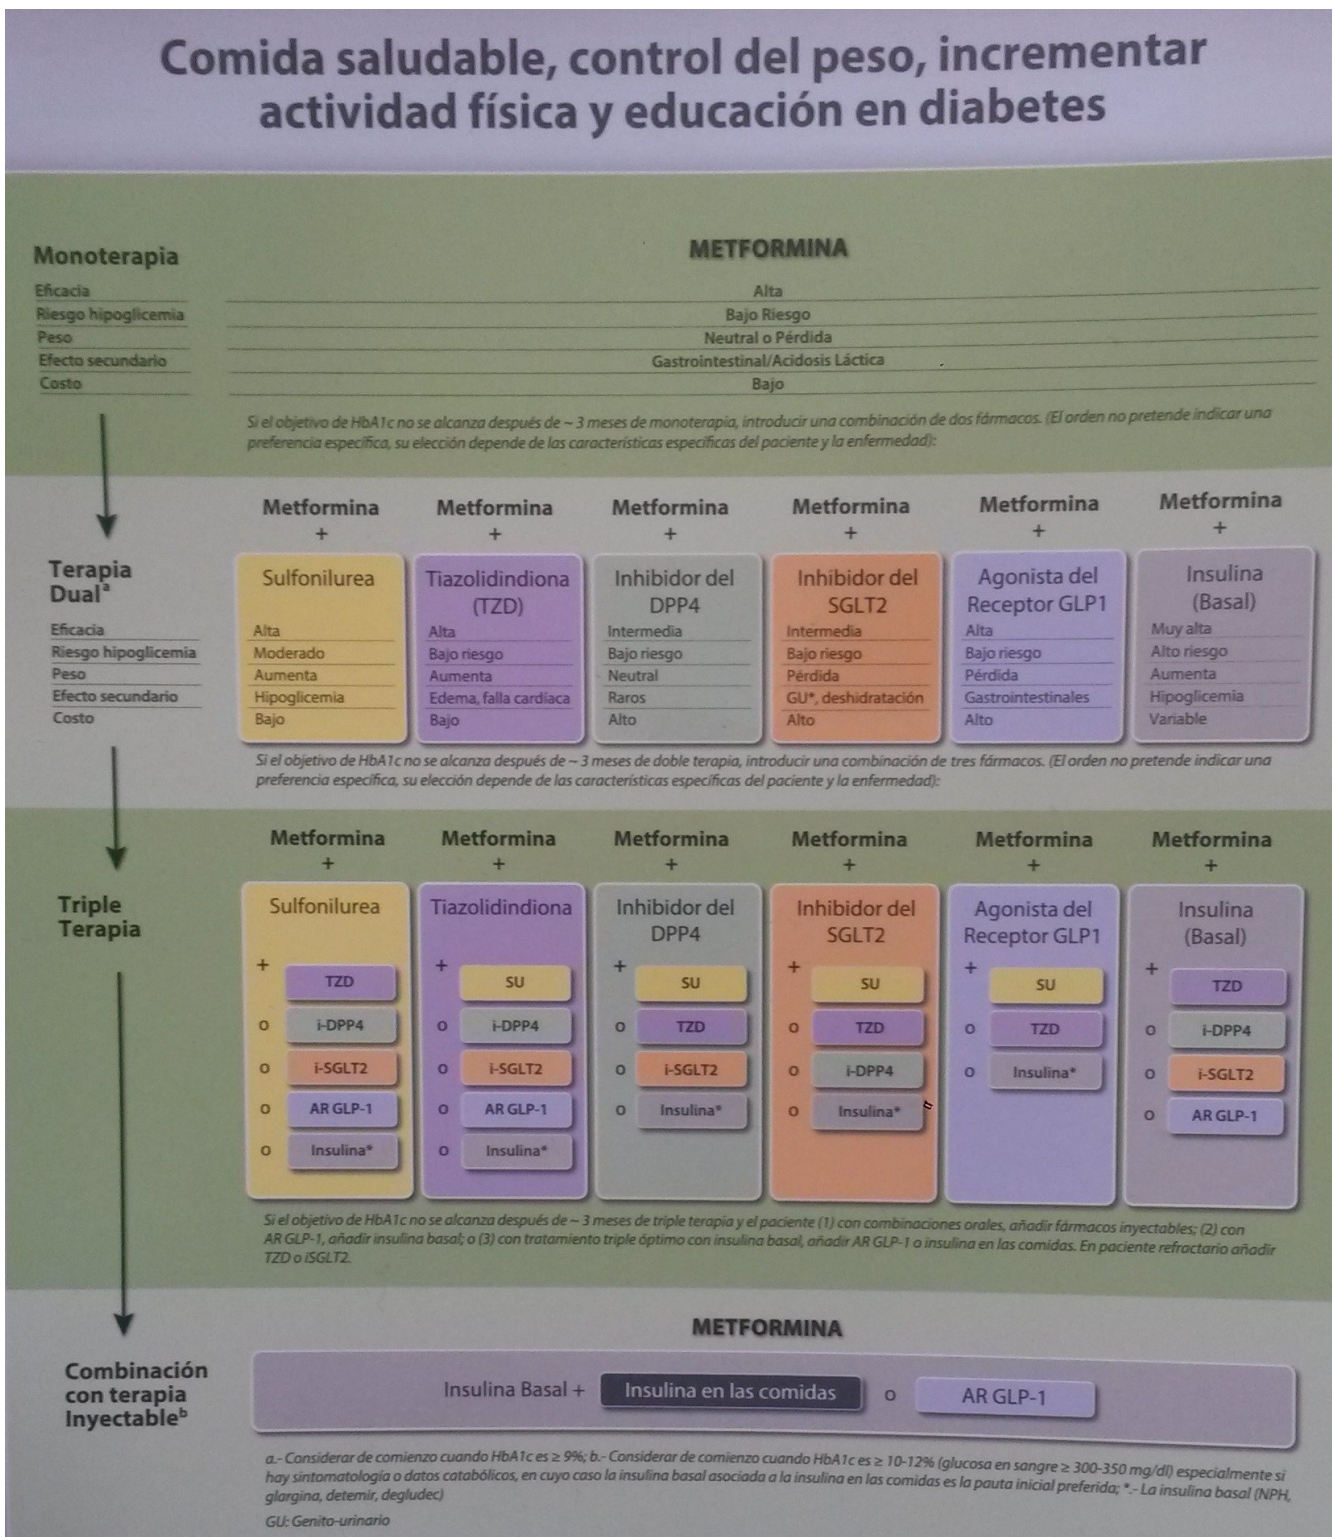 Comida saludable, control del peso, incrementar
actividad física y educación en diabetes
Monoterapia
METFORMINA
Eficacia
Alta
Riesgo hipoglicemia
Bajo Riesgo
Peso
Neutral o Pérdida
Efecto secundario
Gastrointestinal/Acidosis Láctica
Costo
Bajo
Si el objetivo de HbA1c no se alcanza después de ~ 3 meses de monoterapia, introducir una combinación de dos fármacos. (El orden no pretende indicar una
preferencia específica, su elección depende de las características específicas del paciente y la enfermedad):
Terapia
Dualª
Eficacia
Riesgo hipoglicemia
Peso
Efecto secundario
Costo
Metformina
+
Sulfonilurea
Alta
Moderado
Aumenta
Hipoglicemia
Bajo
Metformina
+
Tiazolidindiona
(TZD)
Alta
Bajo riesgo
Aumenta
Edema, falla cardíaca
Bajo
Metformina
+
Inhibidor del
DPP4
Intermedia
Bajo riesgo
Neutral
Raros
Alto
Metformina
+
Inhibidor del
SGLT2
Intermedia
Bajo riesgo
Pérdida
GU*, deshidratación
Alto
Metformina
+
Agonista del
Receptor GLP1
Alta
Bajo riesgo
Pérdida
Gastrointestinales
Alto
Metformina
+
Insulina
(Basal)
Muy alta
Alto riesgo
Aumenta
Hipoglicemia
Variable
Si el objetivo de HbA1c no se alcanza después de ~ 3 meses de doble terapia, introducir una combinación de tres fármacos. (El orden no pretende indicar una
preferencia específica, su elección depende de las características específicas del paciente y la enfermedad):
Triple
Terapia
Metformina
+
Sulfonilurea
+ TZD
o i-DPP4
o i-SGLT2
o AR GLP-1
o Insulina*
Metformina
+
Tiazolidindiona
+ SU
o i-DPP4
o i-SGLT2
o AR GLP-1
o Insulina*
Metformina
+
Inhibidor del
DPP4
+ SU
o TZD
o i-SGLT2
o Insulina*
Metformina
+
Inhibidor del
SGLT2
+ SU
o TZD
o i-DPP4
o Insulina*
Metformina
+
Agonista del
Receptor GLP1
+ SU
o TZD
o Insulina*
Metformina
+
Insulina
(Basal)
+ TZD
o i-DPP4
o i-SGLT2
o AR GLP-1
Si el objetivo de HbA1c no se alcanza después de ~ 3 meses de triple terapia y el paciente (1) con combinaciones orales, añadir fármacos inyectables; (2) con
AR GLP-1, añadir insulina basal; o (3) con tratamiento triple óptimo con insulina basal, añadir AR GLP-1 o insulina en las comidas. En paciente refractario añadir
TZD o iSGLT2.
Combinación
con terapia
Inyectableᵇ
METFORMINA
Insulina Basal + Insulina en las comidas o AR GLP-1
a.- Considerar de comienzo cuando HbA1c es ≥ 9%; b.- Considerar de comienzo cuando HbA1c es ≥ 10-12% (glucosa en sangre ≥ 300-350 mg/dl) especialmente si
hay sintomatología o datos catabólicos, en cuyo caso la insulina basal asociada a la insulina en las comidas es la pauta inicial preferida; *.- La insulina basal (NPH,
glargina, detemir, degludec)
GU: Genito-urinario